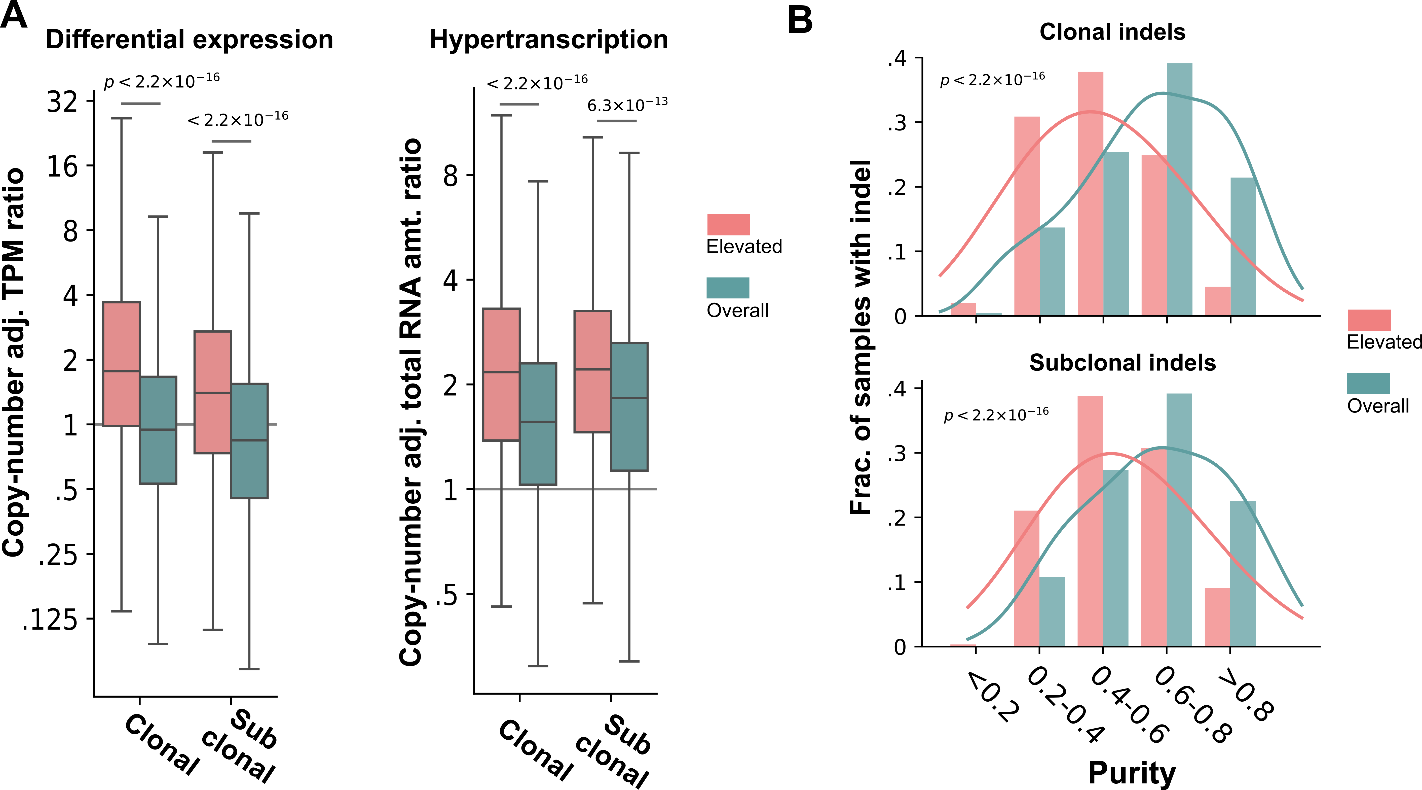 A
Differential expression
Copy-number adj. TPM ratio
32
16
8
4
2
1
.5
.25
.125
p < 2.2×10⁻¹⁶
< 2.2×10⁻¹⁶
Clonal
Sub
clonal
Hypertranscription
Copy-number adj. total RNA amt. ratio
8
4
2
1
.5
< 2.2×10⁻¹⁶
6.3×10⁻¹³
Clonal
Sub
clonal
Elevated
Overall
B
Clonal indels
p < 2.2×10⁻¹⁶
.4
.3
.2
.1
0
Frac. of samples with indel
Subclonal indels
p < 2.2×10⁻¹⁶
.4
.3
.2
.1
0
<0.2
0.2-0.4
0.4-0.6
0.6-0.8
>0.8
Purity
Elevated
Overall